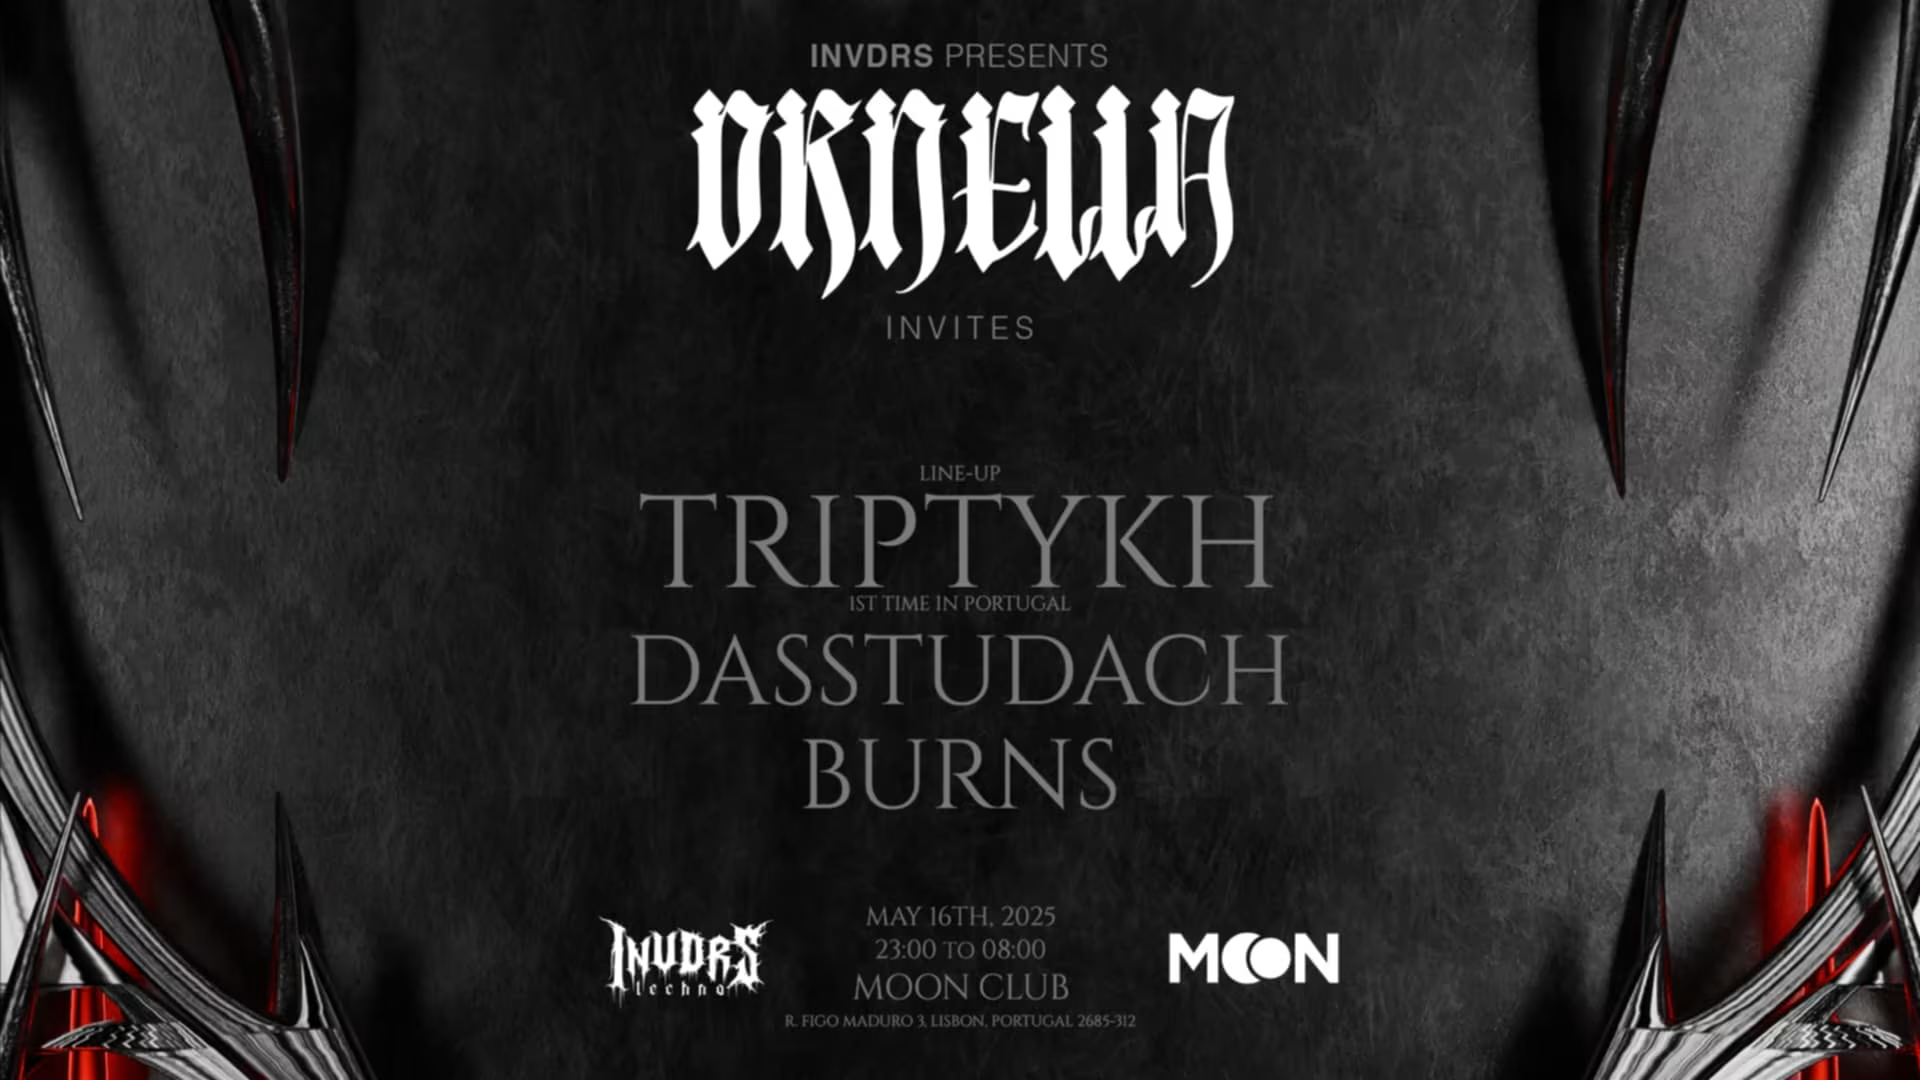 INVDRS PRESENTS
ORNELLA
INVITES
LINE-UP
TRIPTYKH
1ST TIME IN PORTUGAL
DASSTUDACH
BURNS
INVDRS
techno
MAY 16TH, 2025
23:00 TO 08:00
MOON CLUB
R. FIGO MADURO 3, LISBON, PORTUGAL 2685-312
MOON